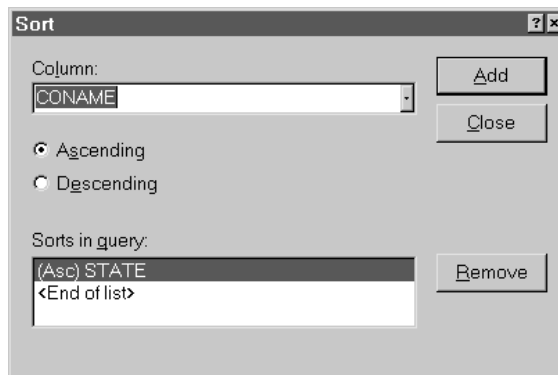 Sort
Column:
Add
CONAME
Close
Ascending
Descending
Sorts in query:
(Asc) STATE
Remove
<End of list>